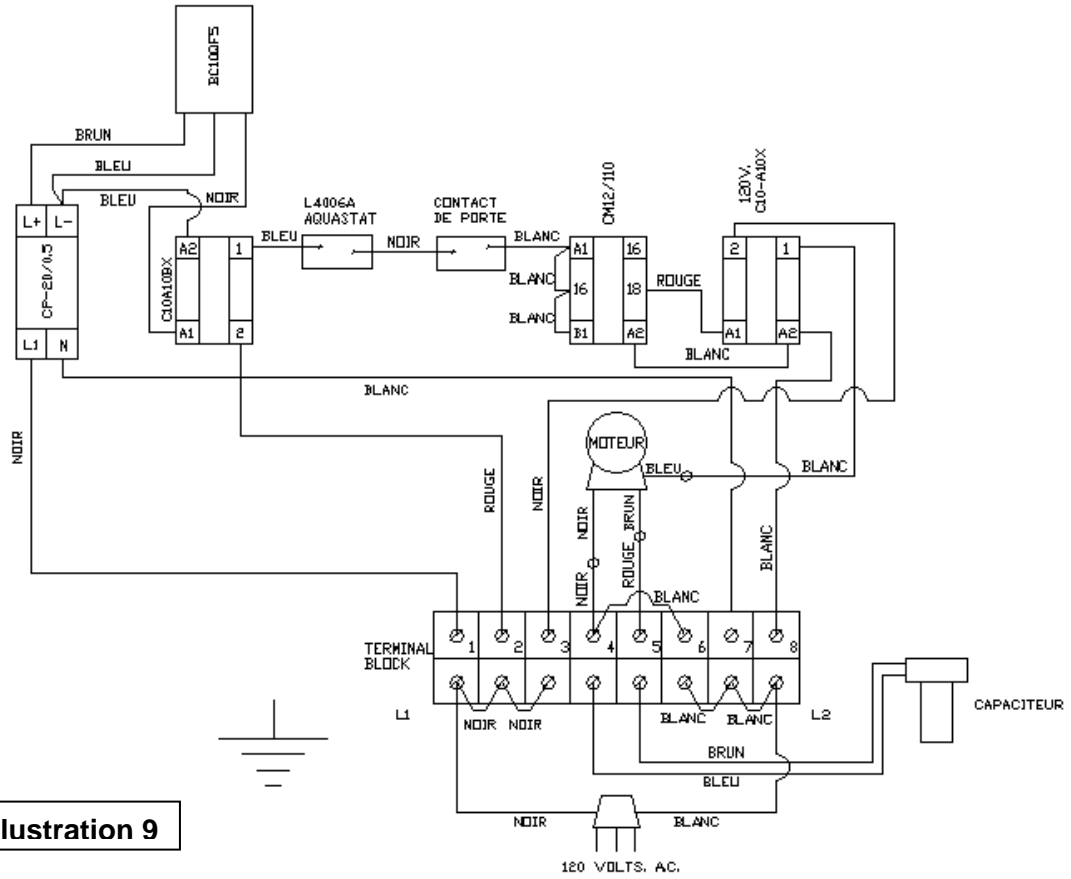 BC10QF5
BRUN
BLEU
BLEU
NOIR
L+ L-
CP-2D/0.5
L1 N
C10A10BX
A2 1
A1 2
BLEU
L4006A
AQUASTAT
NOIR
CONTACT
DE PORTE
BLANC
CM12/110
A1 16
BLANC
16 18
BLANC
B1 A2
ROUGE
BLANC
120V.
C10-A10X
2 1
A1 A2
BLANC
NOIR
ROUGE
NOIR
MOTEUR
BLEU
BLANC
NOIR
BRUN
NOIR
ROUGE
BLANC
BLANC
TERMINAL
BLOCK
1 2 3 4 5 6 7 8
L1
NOIR NOIR
BLANC BLANC
L2
CAPACITEUR
BRUN
BLEU
NOIR
BLANC
120 VOLTS. AC.
lustration 9